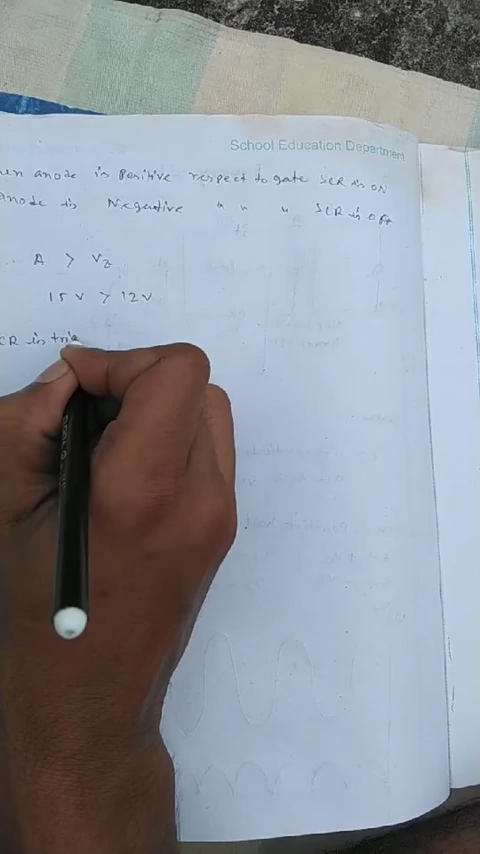 School Education Department
en anode is Positive respect to gate SCR is ON
anode is Negative " " " SCR is off
A > Vz
15 V > 12 V
CR is trig